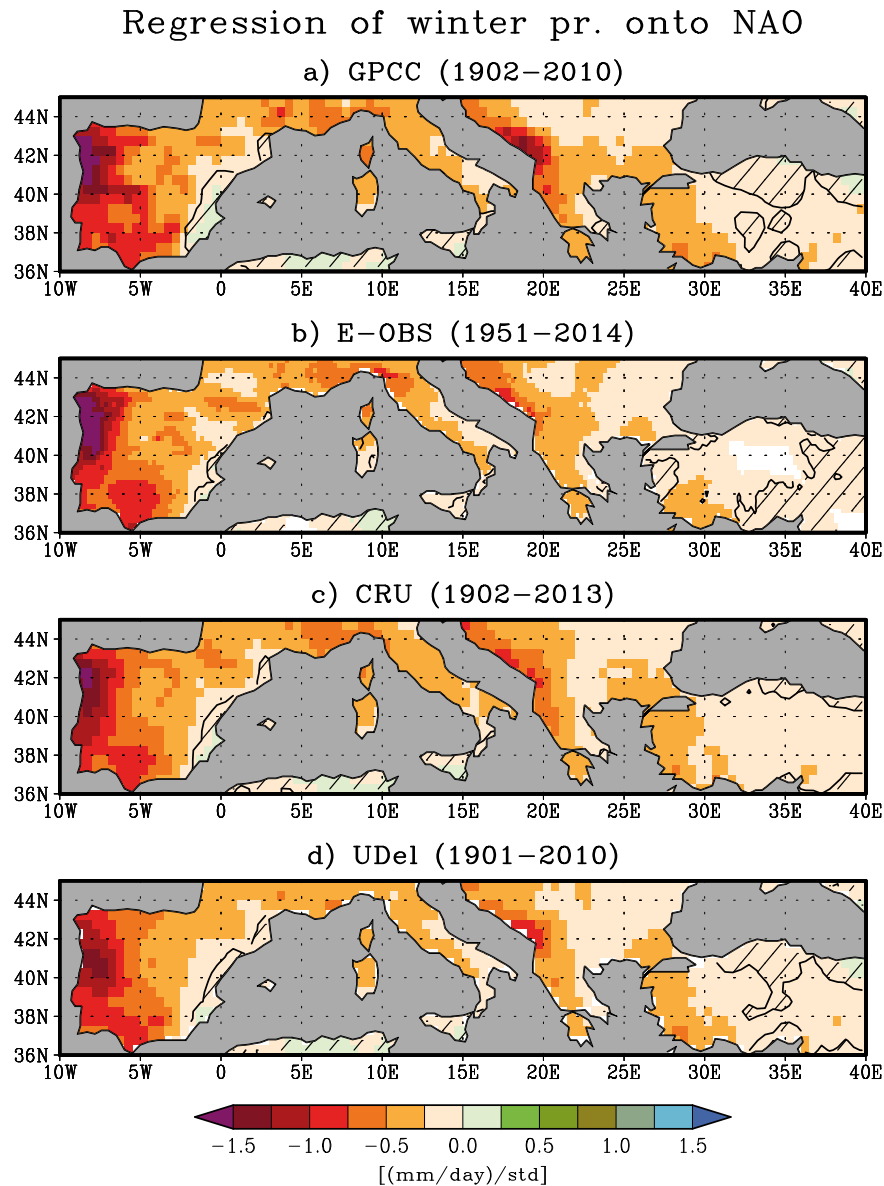 Regression of winter pr. onto NAO
a) GPCC (1902−2010)
44N
42N
40N
38N
36N
10W 5W 0 5E 10E 15E 20E 25E 30E 35E 40E
b) E−OBS (1951−2014)
44N
42N
40N
38N
36N
10W 5W 0 5E 10E 15E 20E 25E 30E 35E 40E
c) CRU (1902−2013)
44N
42N
40N
38N
36N
10W 5W 0 5E 10E 15E 20E 25E 30E 35E 40E
d) UDel (1901−2010)
44N
42N
40N
38N
36N
10W 5W 0 5E 10E 15E 20E 25E 30E 35E 40E
−1.5 −1.0 −0.5 0.0 0.5 1.0 1.5
[(mm/day)/std]